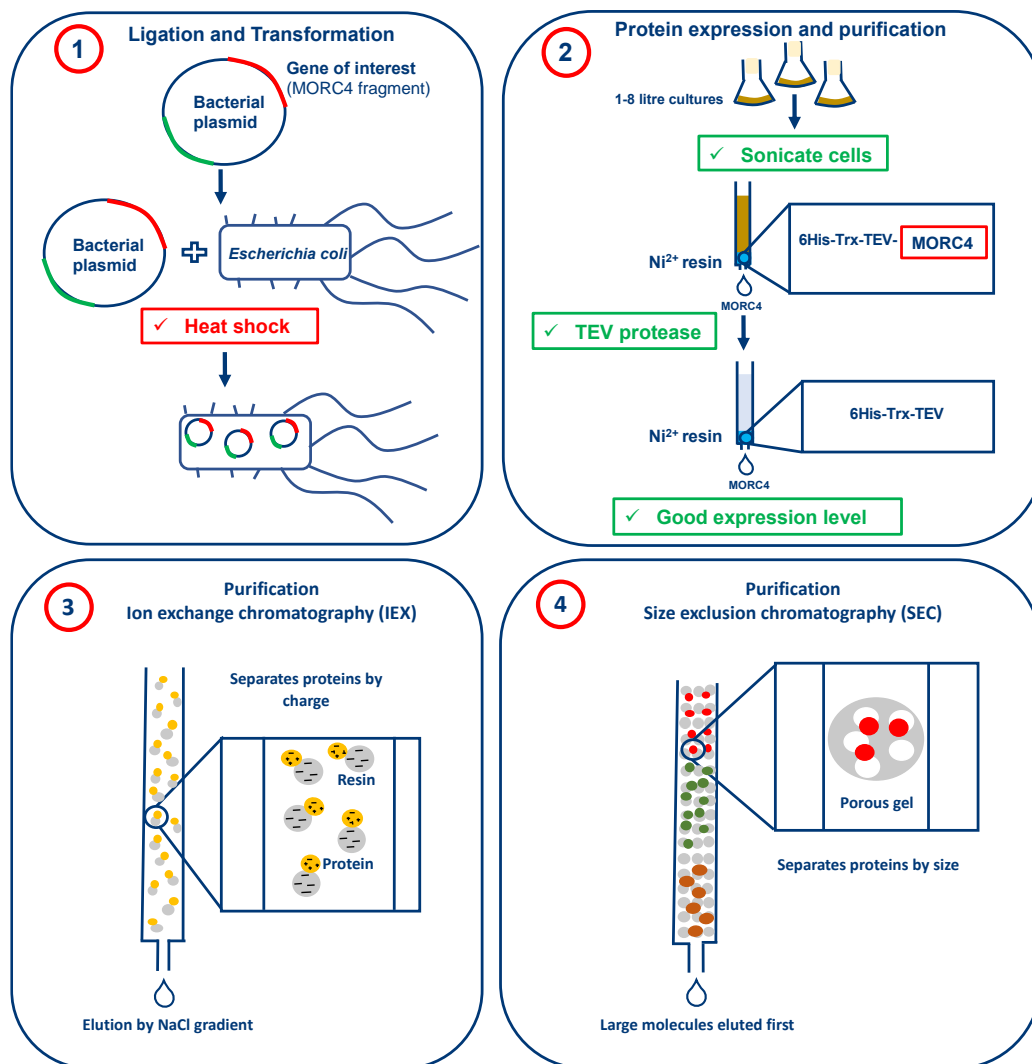 1
Ligation and Transformation
Gene of interest
(MORC4 fragment)
Bacterial
plasmid
Bacterial
plasmid
Escherichia coli
✓ Heat shock
2
Protein expression and purification
1-8 litre cultures
✓ Sonicate cells
6His-Trx-TEV- MORC4
Ni2+ resin
MORC4
✓ TEV protease
6His-Trx-TEV
Ni2+ resin
MORC4
✓ Good expression level
3
Purification
Ion exchange chromatography (IEX)
Separates proteins by
charge
Resin
Protein
Elution by NaCl gradient
4
Purification
Size exclusion chromatography (SEC)
Porous gel
Separates proteins by size
Large molecules eluted first